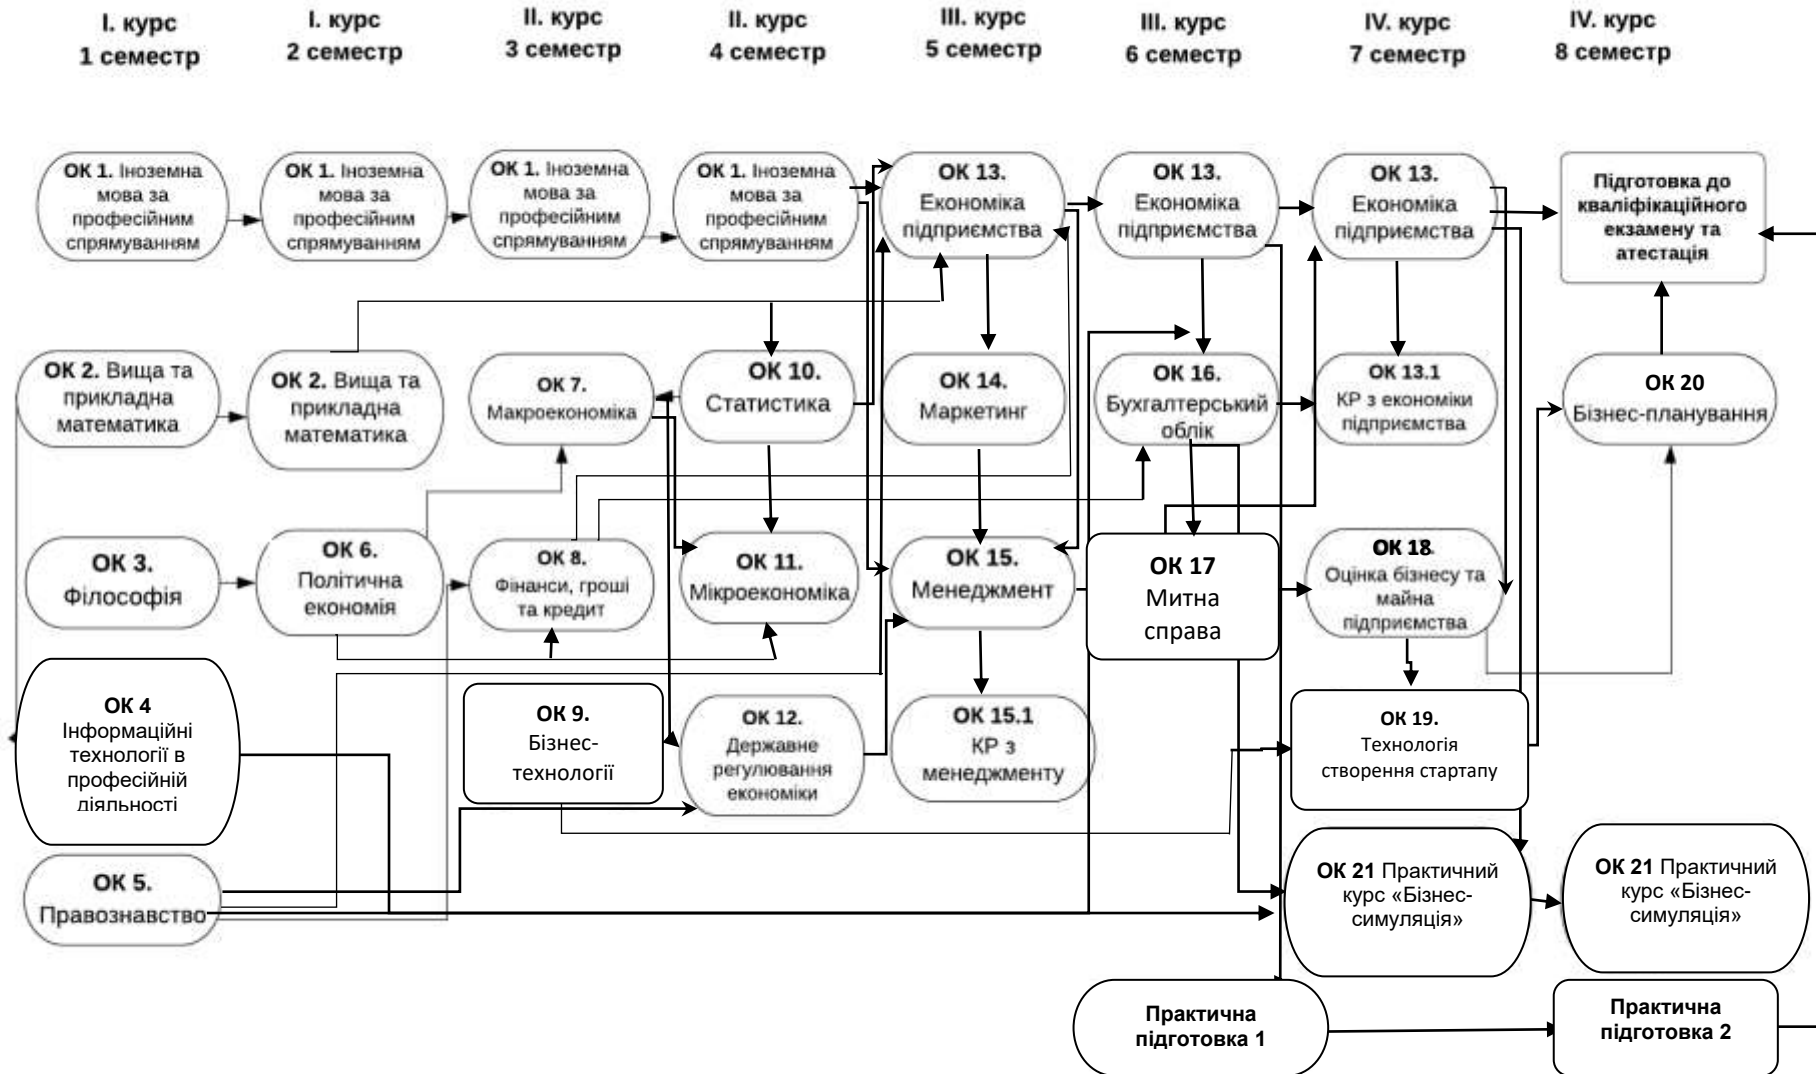 I. курс
1 семестр
I. курс
2 семестр
II. курс
3 семестр
II. курс
4 семестр
III. курс
5 семестр
III. курс
6 семестр
IV. курс
7 семестр
IV. курс
8 семестр
ОК 1. Іноземна
мова за
професійним
спрямуванням
ОК 1. Іноземна
мова за
професійним
спрямуванням
ОК 1. Іноземна
мова за
професійним
спрямуванням
ОК 1. Іноземна
мова за
професійним
спрямуванням
ОК 13.
Економіка
підприємства
ОК 13.
Економіка
підприємства
ОК 13.
Економіка
підприємства
Підготовка до
кваліфікаційного
екзамену та
атестація
ОК 2. Вища та
прикладна
математика
ОК 2. Вища та
прикладна
математика
ОК 7.
Макроекономіка
ОК 10.
Статистика
ОК 14.
Маркетинг
ОК 16.
Бухгалтерський
облік
ОК 13.1
КР з економіки
підприємства
ОК 20
Бізнес-планування
ОК 3.
Філософія
ОК 6.
Політична
економія
ОК 8.
Фінанси, гроші
та кредит
ОК 11.
Мікроекономіка
ОК 15.
Менеджмент
ОК 17
Митна
справа
ОК 18.
Оцінка бізнесу та
майна
підприємства
ОК 4
Інформаційні
технології в
професійній
діяльності
ОК 9.
Бізнес-
технології
ОК 12.
Державне
регулювання
економіки
ОК 15.1
КР з
менеджменту
ОК 19.
Технологія
створення стартапу
ОК 5.
Правознавство
ОК 21 Практичний
курс «Бізнес-
симуляція»
ОК 21 Практичний
курс «Бізнес-
симуляція»
Практична
підготовка 1
Практична
підготовка 2